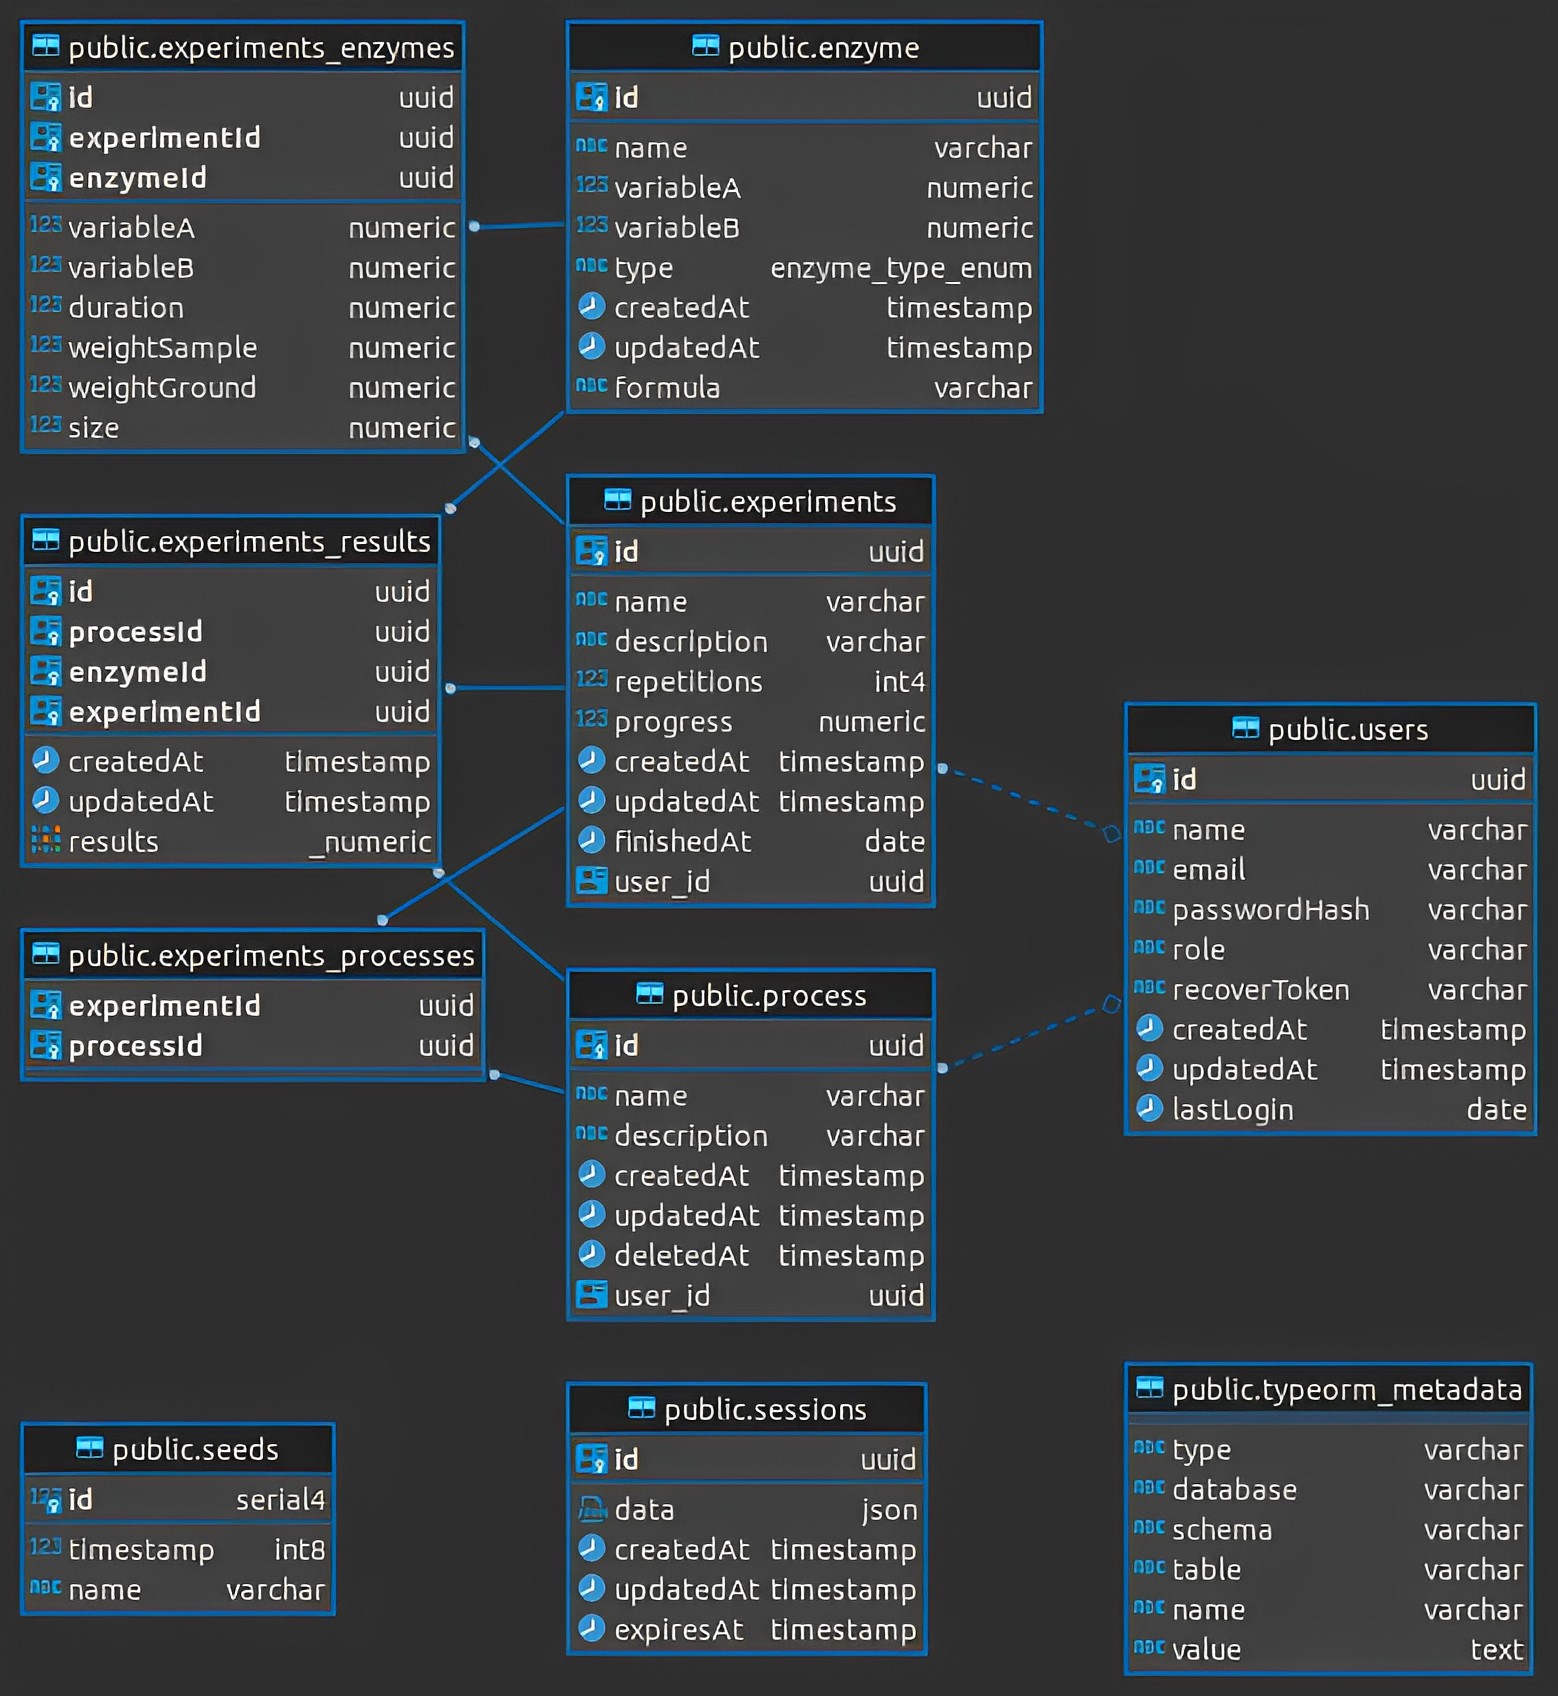 public.experiments_enzymes
id uuid
experimentId uuid
enzymeId uuid
variableA numeric
variableB numeric
duration numeric
weightSample numeric
weightGround numeric
size numeric
public.enzyme
id uuid
name varchar
variableA numeric
variableB numeric
type enzyme_type_enum
createdAt timestamp
updatedAt timestamp
formula varchar
public.experiments_results
id uuid
processId uuid
enzymeId uuid
experimentId uuid
createdAt timestamp
updatedAt timestamp
results _numeric
public.experiments
id uuid
name varchar
description varchar
repetitions int4
progress numeric
createdAt timestamp
updatedAt timestamp
finishedAt date
user_id uuid
public.users
id uuid
name varchar
email varchar
passwordHash varchar
role varchar
recoverToken varchar
createdAt timestamp
updatedAt timestamp
lastLogin date
public.experiments_processes
experimentId uuid
processId uuid
public.process
id uuid
name varchar
description varchar
createdAt timestamp
updatedAt timestamp
deletedAt timestamp
user_id uuid
public.seeds
id serial4
timestamp int8
name varchar
public.sessions
id uuid
data json
createdAt timestamp
updatedAt timestamp
expiresAt timestamp
public.typeorm_metadata
type varchar
database varchar
schema varchar
table varchar
name varchar
value text